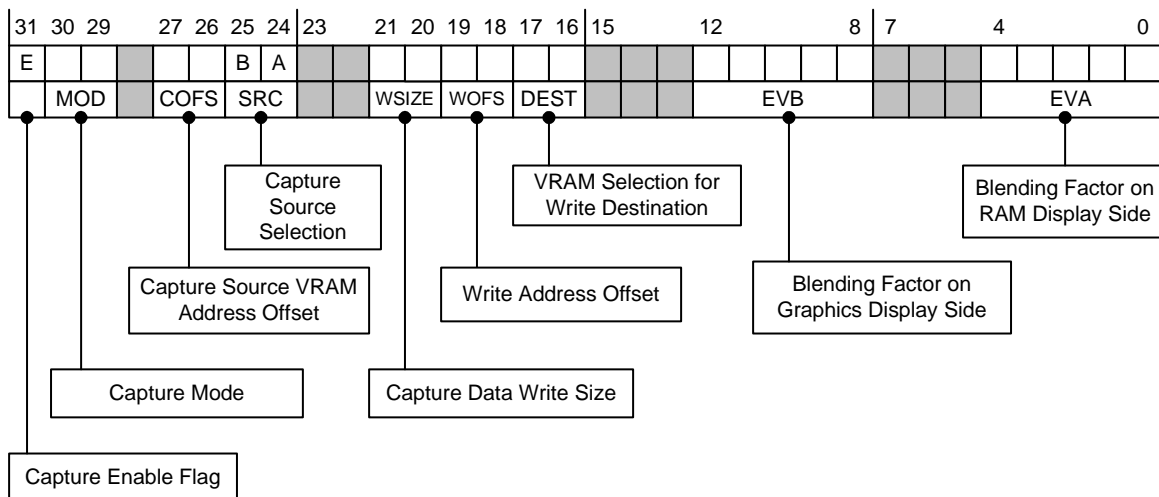 31 30 29 27 26 25 24 23 21 20 19 18 17 16 15 12 8 7 4 0
E B A
MOD COFS SRC WSIZE WOFS DEST EVB EVA
Capture
Source
Selection
VRAM Selection for
Write Destination
Blending Factor on
RAM Display Side
Capture Source VRAM
Address Offset
Write Address Offset
Blending Factor on
Graphics Display Side
Capture Mode
Capture Data Write Size
Capture Enable Flag